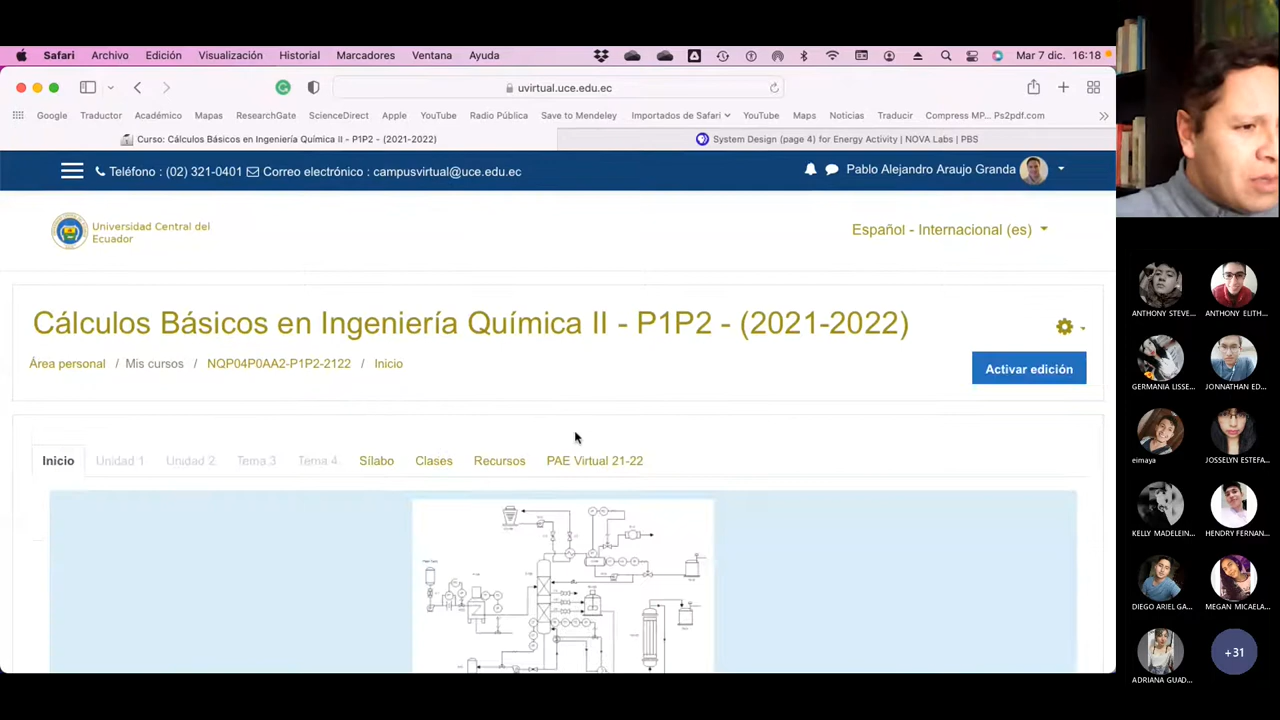 Safari Archivo Edición Visualización Historial Marcadores Ventana Ayuda Mar 7 dic. 16:18
uvirtual.uce.edu.ec
Google Traductor Académico Mapas ResearchGate ScienceDirect Apple YouTube Radio Pública Save to Mendeley Importados de Safari YouTube Maps Noticias Traducir Compress MP... Ps2pdf.com
Curso: Cálculos Básicos en Ingeniería Química II - P1P2 - (2021-2022) System Design (page 4) for Energy Activity | NOVA Labs | PBS
Teléfono : (02) 321-0401 Correo electrónico : campusvirtual@uce.edu.ec Pablo Alejandro Araujo Granda
Universidad Central del
Ecuador
Español - Internacional (es)
Cálculos Básicos en Ingeniería Química II - P1P2 - (2021-2022)
Área personal / Mis cursos / NQP04P0AA2-P1P2-2122 / Inicio
Activar edición
Inicio Unidad 1 Unidad 2 Tema 3 Tema 4 Sílabo Clases Recursos PAE Virtual 21-22
ANTHONY STEVE... ANTHONY ELITH...
GERMANIA LISSE... JONNATHAN ED...
eimaya JOSSELYN ESTEFA...
KELLY MADELEIN... HENDRY FERNAN...
DIEGO ARIEL GA... MEGAN MICAELA...
ADRIANA GUAD... +31